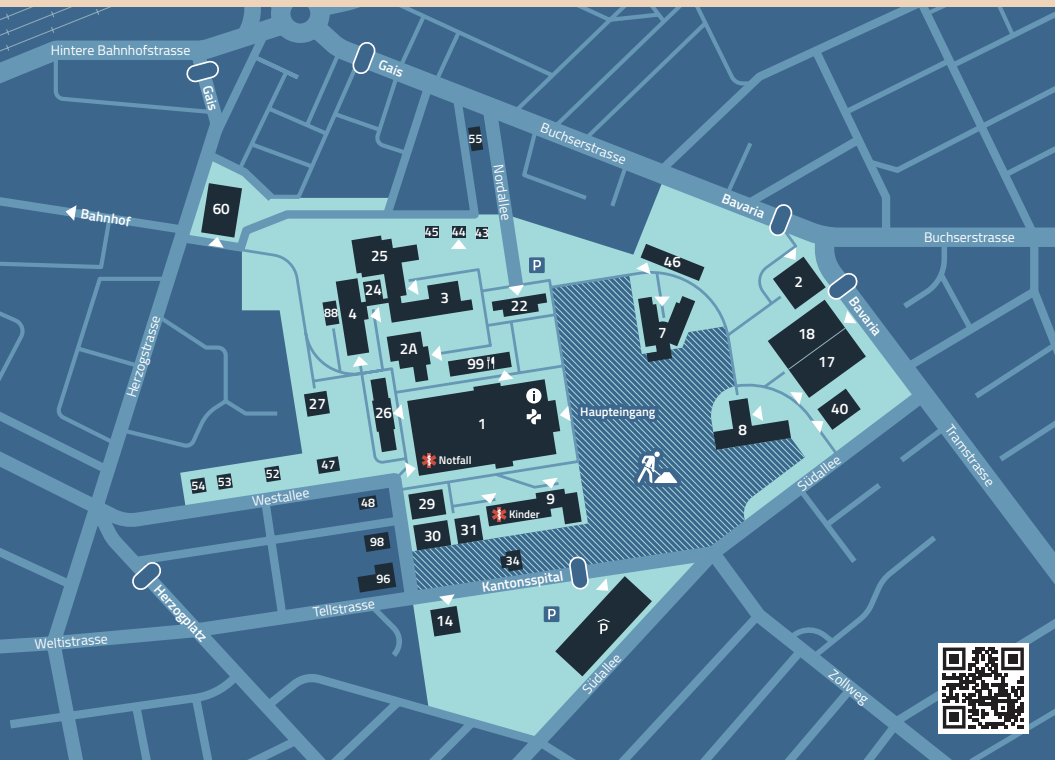 Hintere Bahnhofstrasse
Gais
Gais
Buchserstrasse
55
Nordallee
60
Bahnhof
Bavaria
Buchserstrasse
45
44
43
25
P
46
2
24
3
88
4
22
Bavaria
18
7
2A
17
99
Herzogstrasse
27
26
1
i
Haupteingang
40
8
Notfall
47
52
53
54
Westallee
48
29
9
Kinder
30
31
Südallee
Tramstrasse
98
34
96
Kantonsspital
Tellstrasse
14
P
P
Herzogplatz
Weltistrasse
Südallee
Zollweg